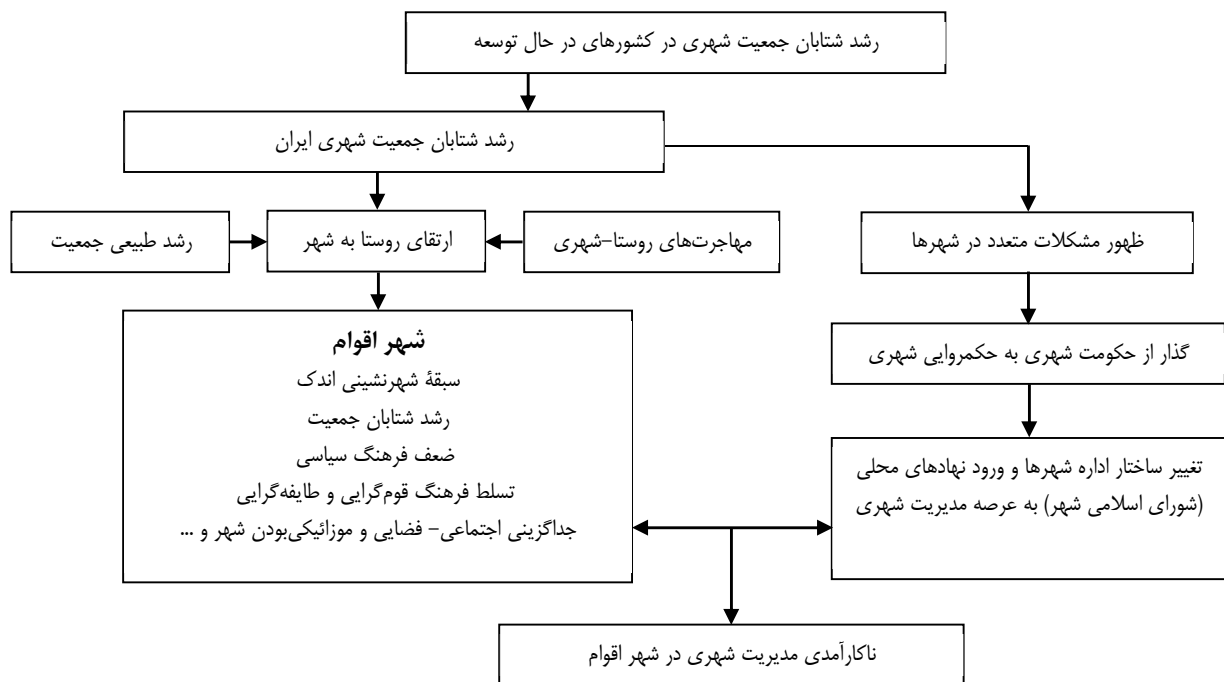 رشد شتابان جمعیت شهری در کشورهای در حال توسعه
رشد شتابان جمعیت شهری ایران
رشد طبیعی جمعیت
ارتقای روستا به شهر
مهاجرت‌های روستا-شهری
ظهور مشکلات متعدد در شهرها
شهر اقوام
سبقهٔ شهرنشینی اندک
رشد شتابان جمعیت
ضعف فرهنگ سیاسی
تسلط فرهنگ قوم‌گرایی و طایفه‌گرایی
جداگزینی اجتماعی- فضایی و موزائیکی‌بودن شهر و ...
گذار از حکومت شهری به حکمروایی شهری
تغییر ساختار اداره شهرها و ورود نهادهای محلی
(شورای اسلامی شهر) به عرصه مدیریت شهری
ناکارآمدی مدیریت شهری در شهر اقوام